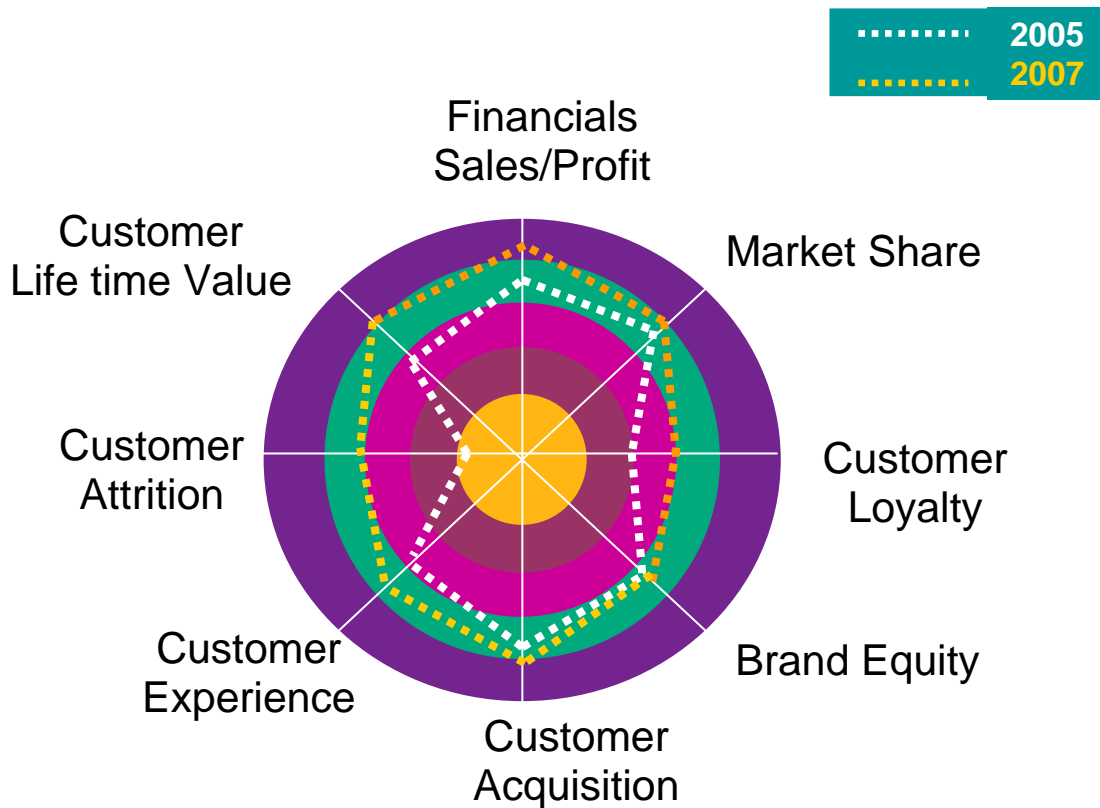 2005
2007
Financials
Sales/Profit
Customer
Life time Value
Market Share
Customer
Attrition
Customer
Loyalty
Customer
Experience
Brand Equity
Customer
Acquisition